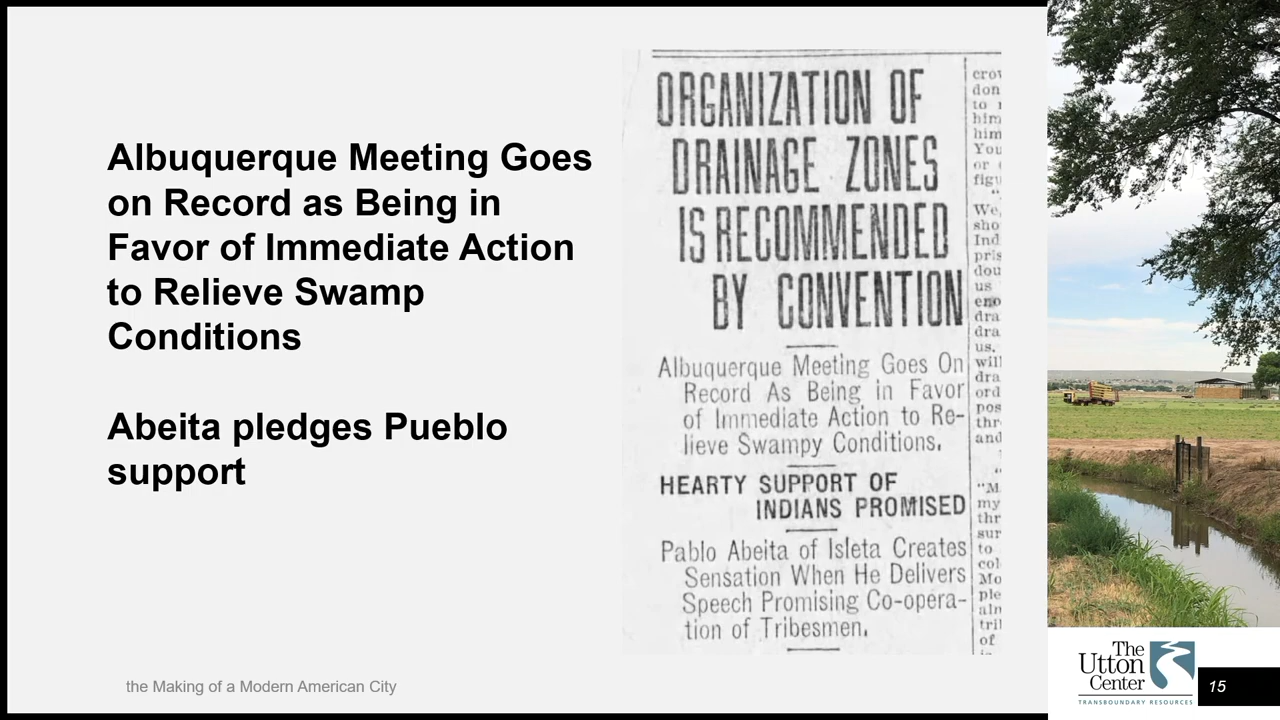 Albuquerque Meeting Goes
on Record as Being in
Favor of Immediate Action
to Relieve Swamp
Conditions
Abeita pledges Pueblo
support
ORGANIZATION OF
DRAINAGE ZONES
IS RECOMMENDED
BY CONVENTION
Albuquerque Meeting Goes On
Record As Being in Favor
of Immediate Action to Re-
lieve Swampy Conditions.
HEARTY SUPPORT OF
INDIANS PROMISED
Pablo Abeita of Isleta Creates
Sensation When He Delivers
Speech Promising Co-opera-
tion of Tribesmen.
the Making of a Modern American City
The
Utton
Center
TRANSBOUNDARY RESOURCES
15